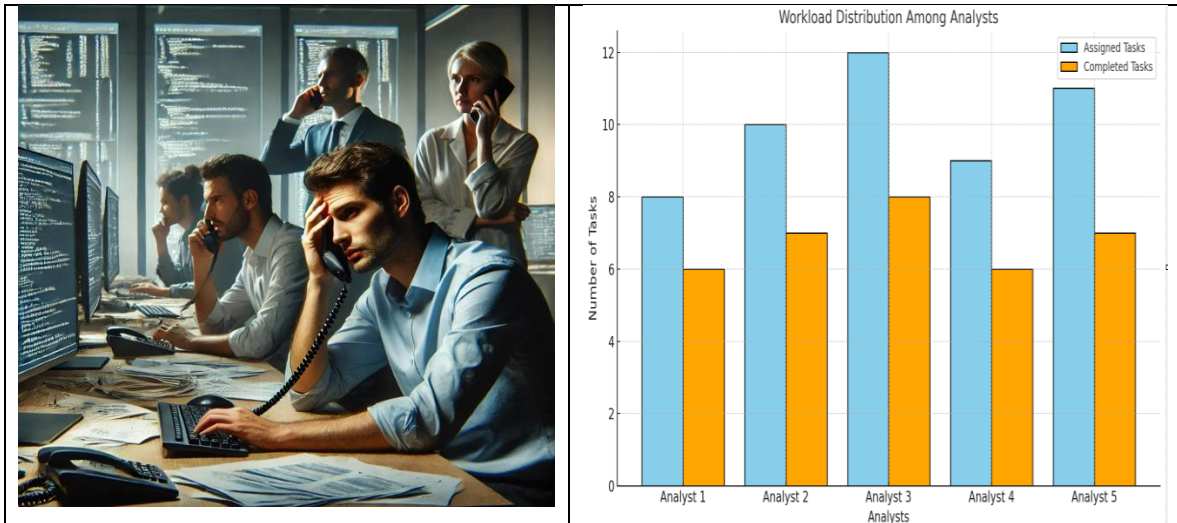 Workload Distribution Among Analysts
Assigned Tasks
Completed Tasks
Number of Tasks
12
10
8
6
4
2
0
Analyst 1 Analyst 2 Analyst 3 Analyst 4 Analyst 5
Analysts